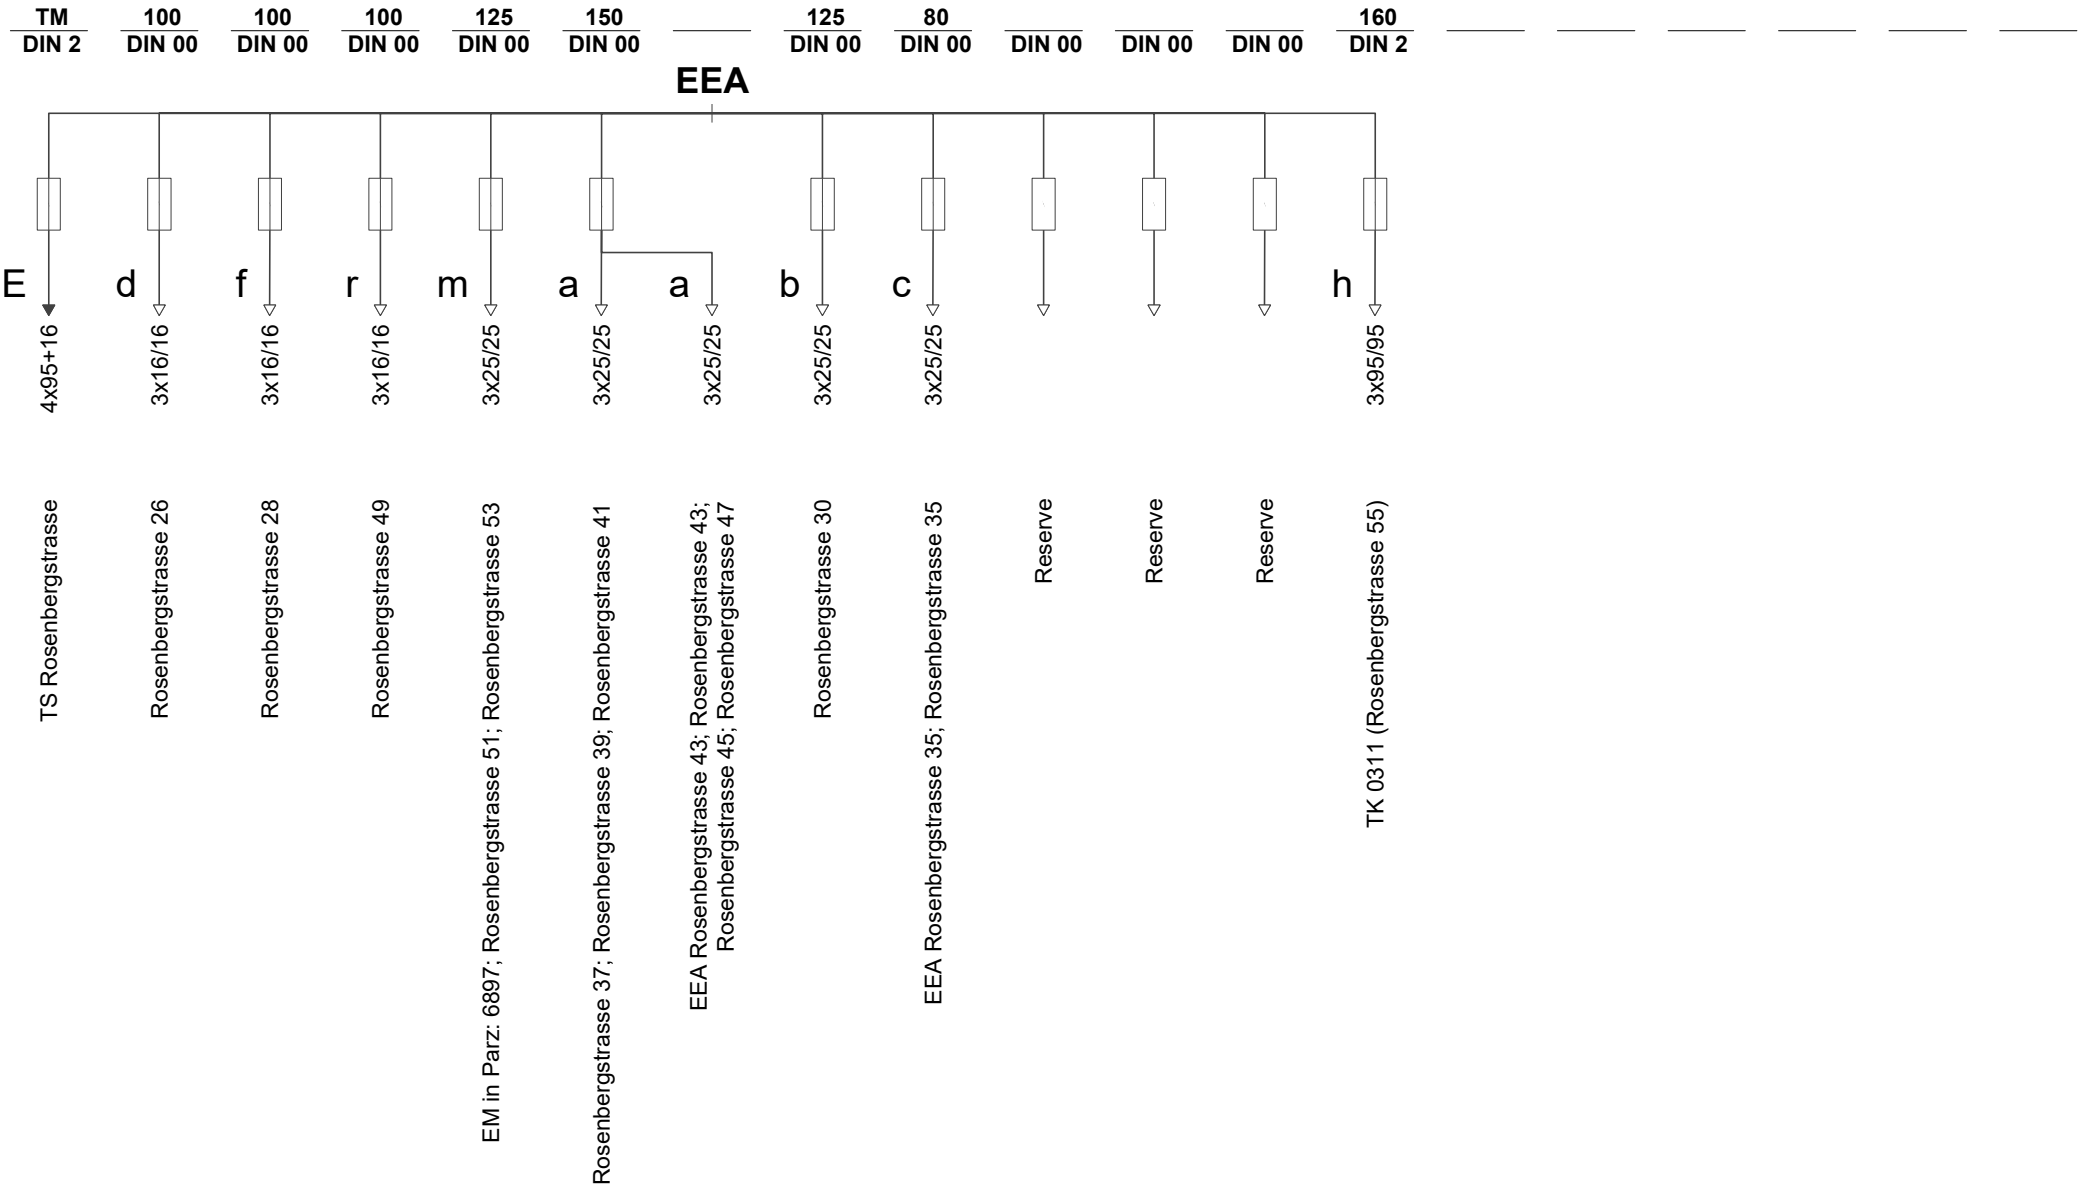 TM 100 100 100 125 150 125 80 160
DIN 2 DIN 00 DIN 00 DIN 00 DIN 00 DIN 00 DIN 00 DIN 00 DIN 00 DIN 00 DIN 00 DIN 2
EEA
E d f r m a a b c h
4x95+16
3x16/16
3x16/16
3x16/16
3x25/25
3x25/25
3x25/25
3x25/25
3x25/25
3x95/95
TS Rosenbergstrasse
Rosenbergstrasse 26
Rosenbergstrasse 28
Rosenbergstrasse 49
EM in Parz: 6897; Rosenbergstrasse 51; Rosenbergstrasse 53
Rosenbergstrasse 37; Rosenbergstrasse 39; Rosenbergstrasse 41
EEA Rosenbergstrasse 43; Rosenbergstrasse 43;
Rosenbergstrasse 45; Rosenbergstrasse 47
Rosenbergstrasse 30
EEA Rosenbergstrasse 35; Rosenbergstrasse 35
Reserve
Reserve
Reserve
TK 0311 (Rosenbergstrasse 55)